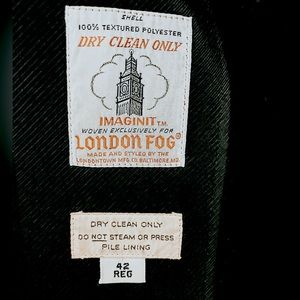 SHELL
100% TEXTURED POLYESTER
DRY CLEAN ONLY
IMAGINIT T.M.
WOVEN EXCLUSIVELY FOR
LONDON FOG®
MADE AND STYLED BY THE
LONDONTOWN MFG. CO. BALTIMORE, MD.
DRY CLEAN ONLY
DO NOT STEAM OR PRESS
PILE LINING
42
REG